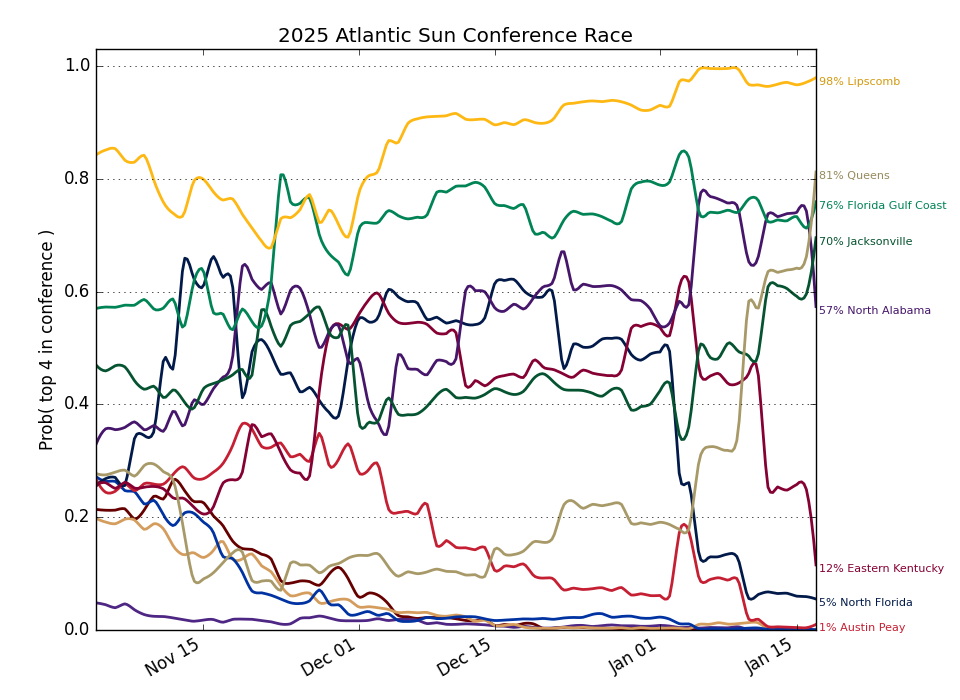 2025 Atlantic Sun Conference Race
Prob( top 4 in conference )
1.0
0.8
0.6
0.4
0.2
0.0
Nov 15
Dec 01
Dec 15
Jan 01
Jan 15
98% Lipscomb
81% Queens
76% Florida Gulf Coast
70% Jacksonville
57% North Alabama
12% Eastern Kentucky
5% North Florida
1% Austin Peay